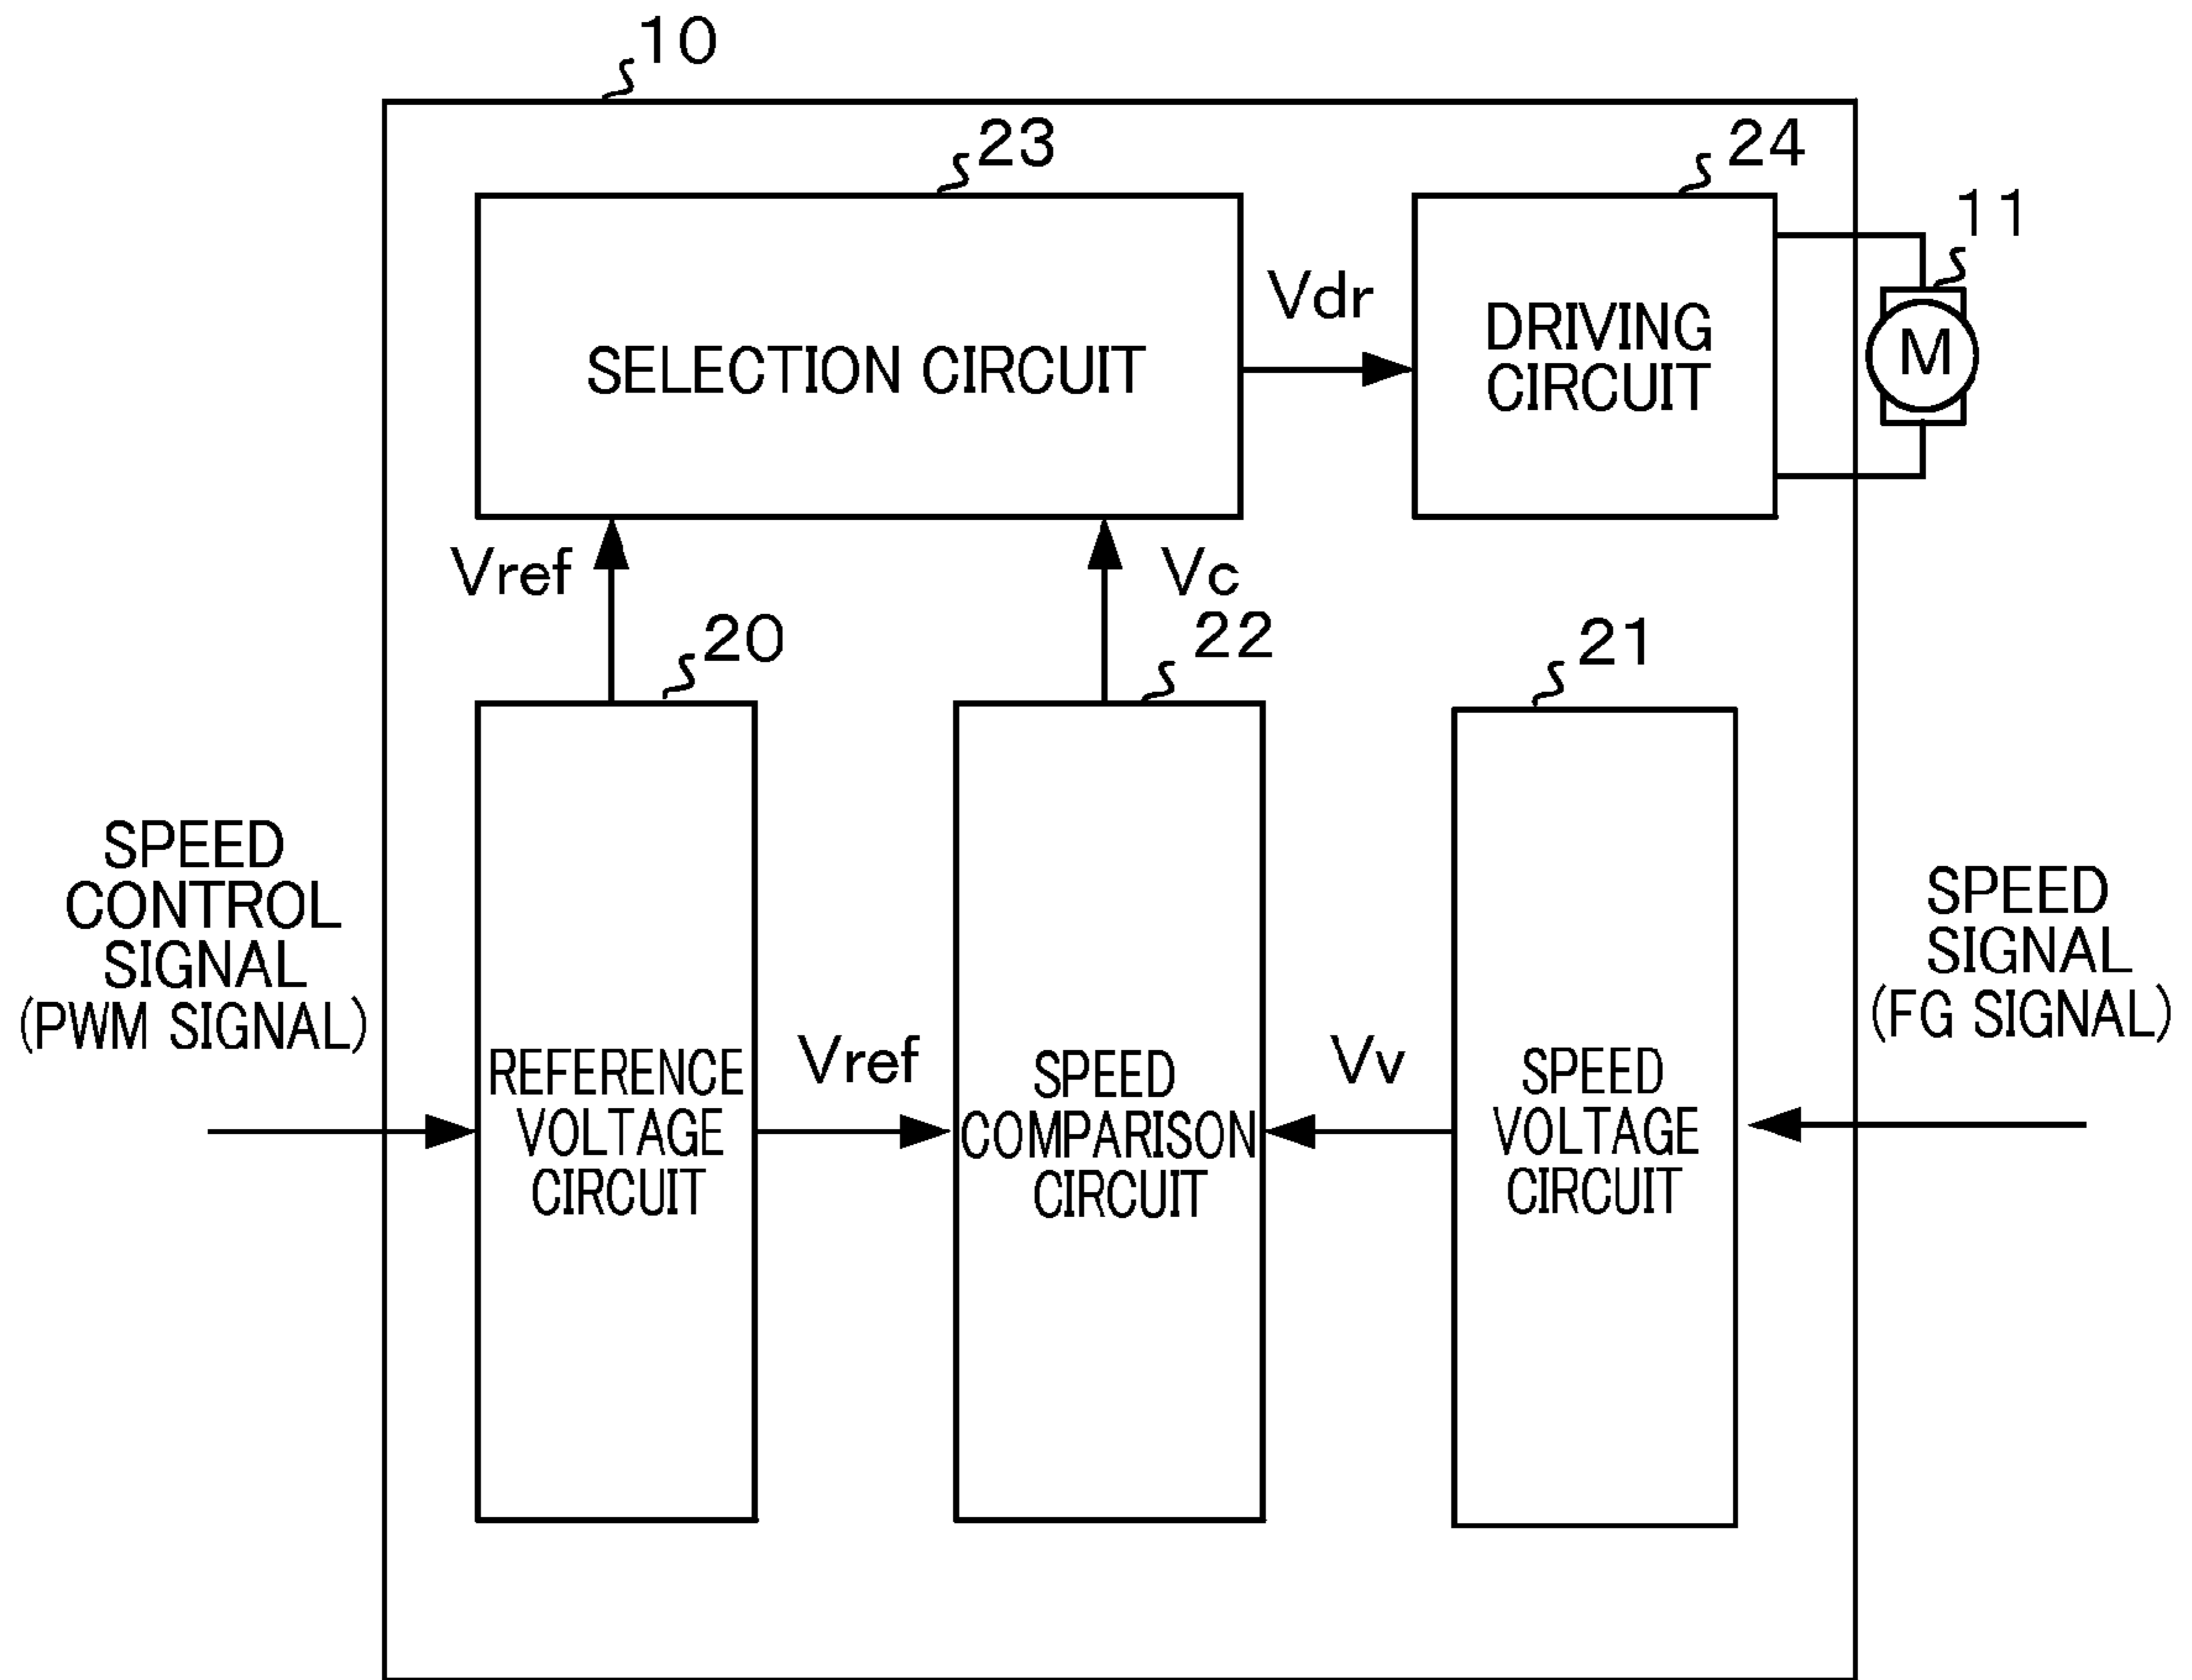 10
23
24
11
SELECTION CIRCUIT
Vdr
DRIVING
CIRCUIT
M
Vref
Vc
20
22
21
SPEED
CONTROL
SIGNAL
(PWM SIGNAL)
REFERENCE
VOLTAGE
CIRCUIT
Vref
SPEED
COMPARISON
CIRCUIT
Vv
SPEED
VOLTAGE
CIRCUIT
SPEED
SIGNAL
(FG SIGNAL)